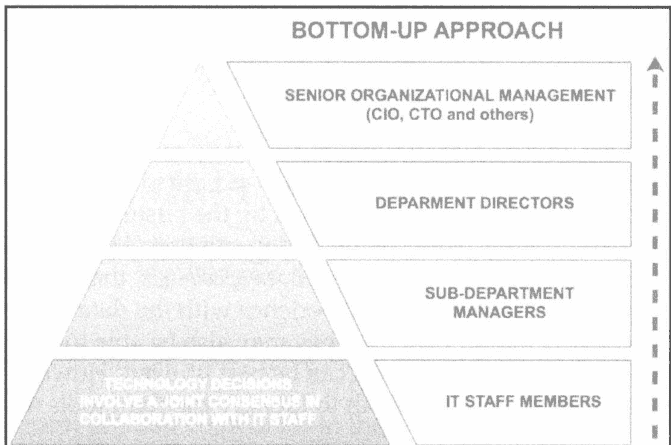 BOTTOM-UP APPROACH
SENIOR ORGANIZATIONAL MANAGEMENT
(CIO, CTO and others)
DEPARMENT DIRECTORS
SUB-DEPARTMENT
MANAGERS
TECHNOLOGY DECISIONS
INVOLVE A JOINT CONSENSUS IN
COLLABORATION WITH IT STAFF
IT STAFF MEMBERS